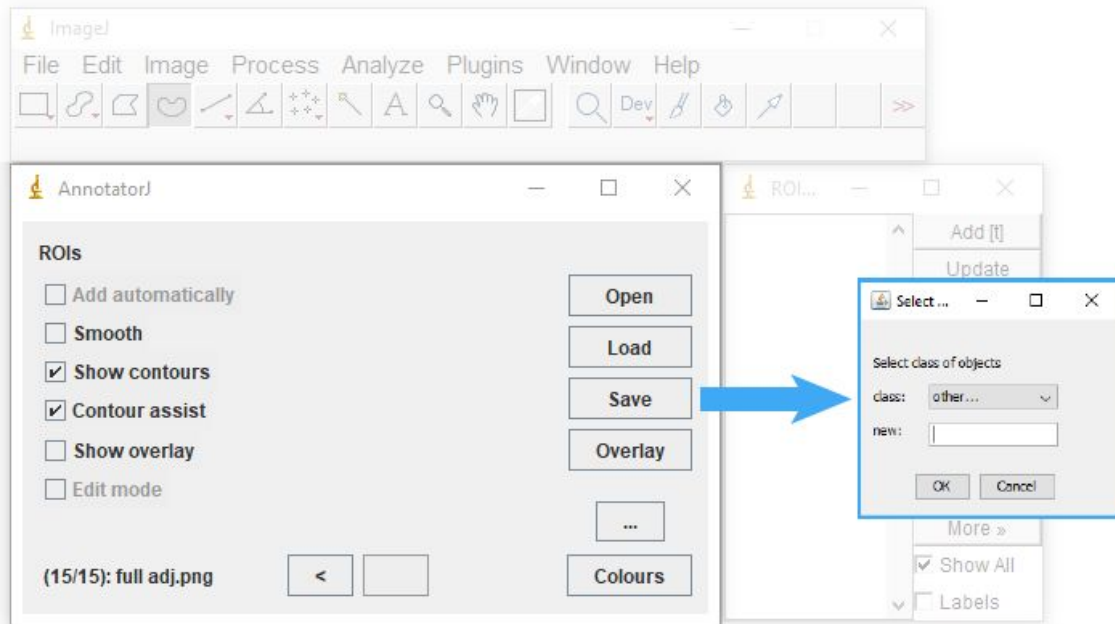 ImageJ
File Edit Image Process Analyze Plugins Window Help
A Dev >>
AnnotatorJ
ROIs
Add automatically
Smooth
Show contours
Contour assist
Show overlay
Edit mode
(15/15): full adj.png
<
Open
Load
Save
Overlay
...
Colours
ROI...
Add [t]
Update
Select ...
Select class of objects
class: other...
new:
OK Cancel
More »
Show All
Labels